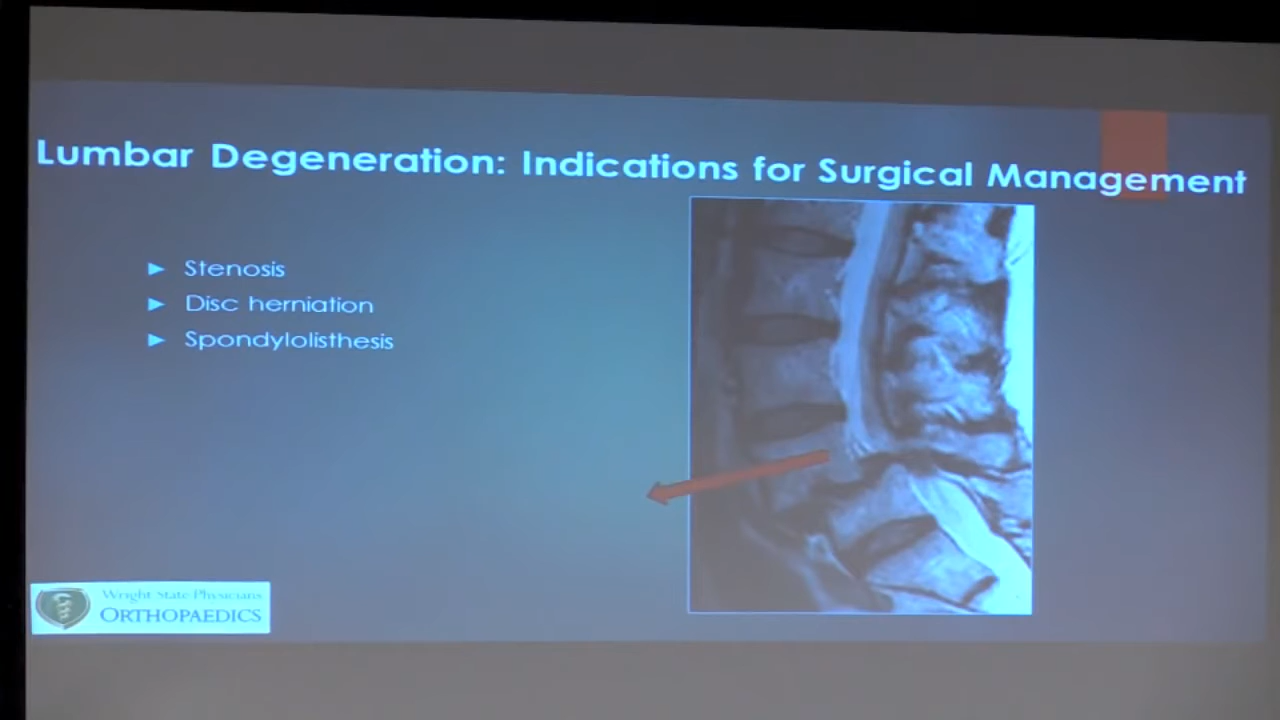 Lumbar Degeneration: Indications for Surgical Management
► Stenosis
► Disc herniation
► Spondylolisthesis
Wright State Physicians
ORTHOPAEDICS